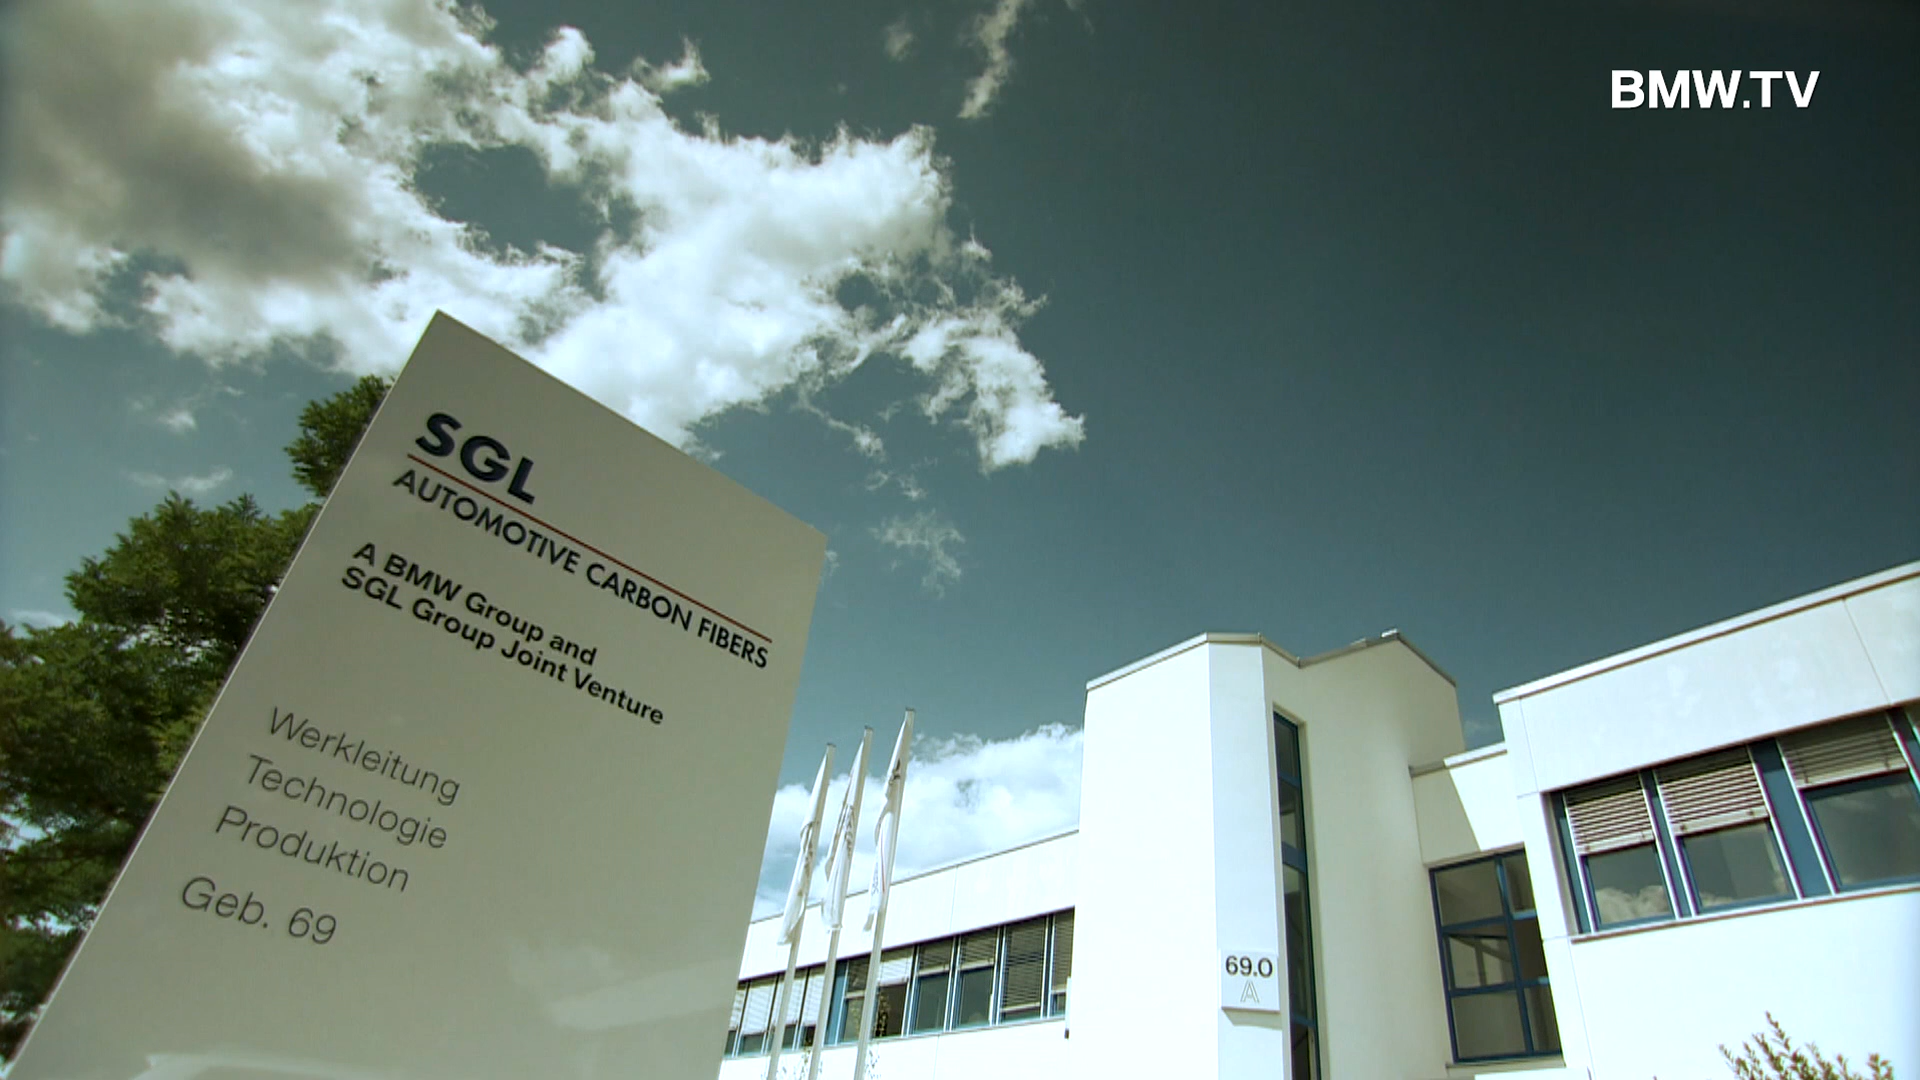 BMW.TV
SGL
AUTOMOTIVE CARBON FIBERS
A BMW Group and
SGL Group Joint Venture
Werkleitung
Technologie
Produktion
Geb. 69
69.0
A